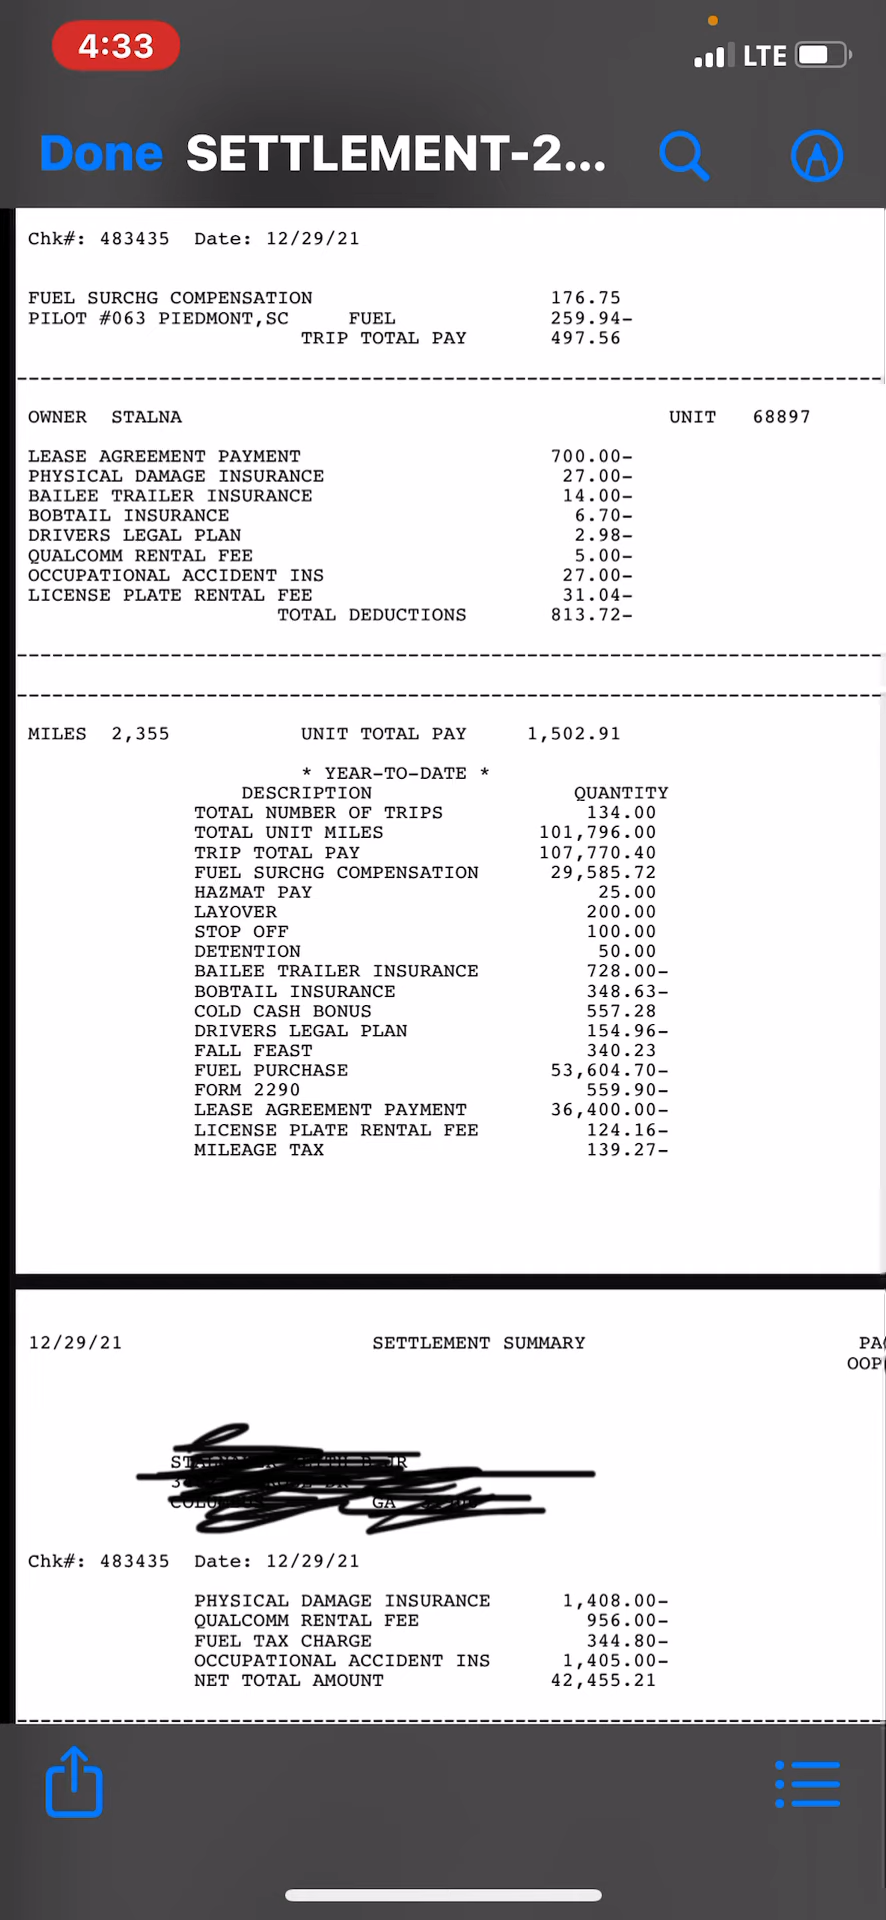 4:33
LTE
Done SETTLEMENT-2...
Chk#: 483435 Date: 12/29/21
FUEL SURCHG COMPENSATION 176.75
PILOT #063 PIEDMONT,SC FUEL 259.94-
TRIP TOTAL PAY 497.56
OWNER STALNA UNIT 68897
LEASE AGREEMENT PAYMENT 700.00-
PHYSICAL DAMAGE INSURANCE 27.00-
BAILEE TRAILER INSURANCE 14.00-
BOBTAIL INSURANCE 6.70-
DRIVERS LEGAL PLAN 2.98-
QUALCOMM RENTAL FEE 5.00-
OCCUPATIONAL ACCIDENT INS 27.00-
LICENSE PLATE RENTAL FEE 31.04-
TOTAL DEDUCTIONS 813.72-
MILES 2,355 UNIT TOTAL PAY 1,502.91
* YEAR-TO-DATE *
DESCRIPTION QUANTITY
TOTAL NUMBER OF TRIPS 134.00
TOTAL UNIT MILES 101,796.00
TRIP TOTAL PAY 107,770.40
FUEL SURCHG COMPENSATION 29,585.72
HAZMAT PAY 25.00
LAYOVER 200.00
STOP OFF 100.00
DETENTION 50.00
BAILEE TRAILER INSURANCE 728.00-
BOBTAIL INSURANCE 348.63-
COLD CASH BONUS 557.28
DRIVERS LEGAL PLAN 154.96-
FALL FEAST 340.23
FUEL PURCHASE 53,604.70-
FORM 2290 559.90-
LEASE AGREEMENT PAYMENT 36,400.00-
LICENSE PLATE RENTAL FEE 124.16-
MILEAGE TAX 139.27-
12/29/21 SETTLEMENT SUMMARY PA
OOP
JR
GA
Chk#: 483435 Date: 12/29/21
PHYSICAL DAMAGE INSURANCE 1,408.00-
QUALCOMM RENTAL FEE 956.00-
FUEL TAX CHARGE 344.80-
OCCUPATIONAL ACCIDENT INS 1,405.00-
NET TOTAL AMOUNT 42,455.21